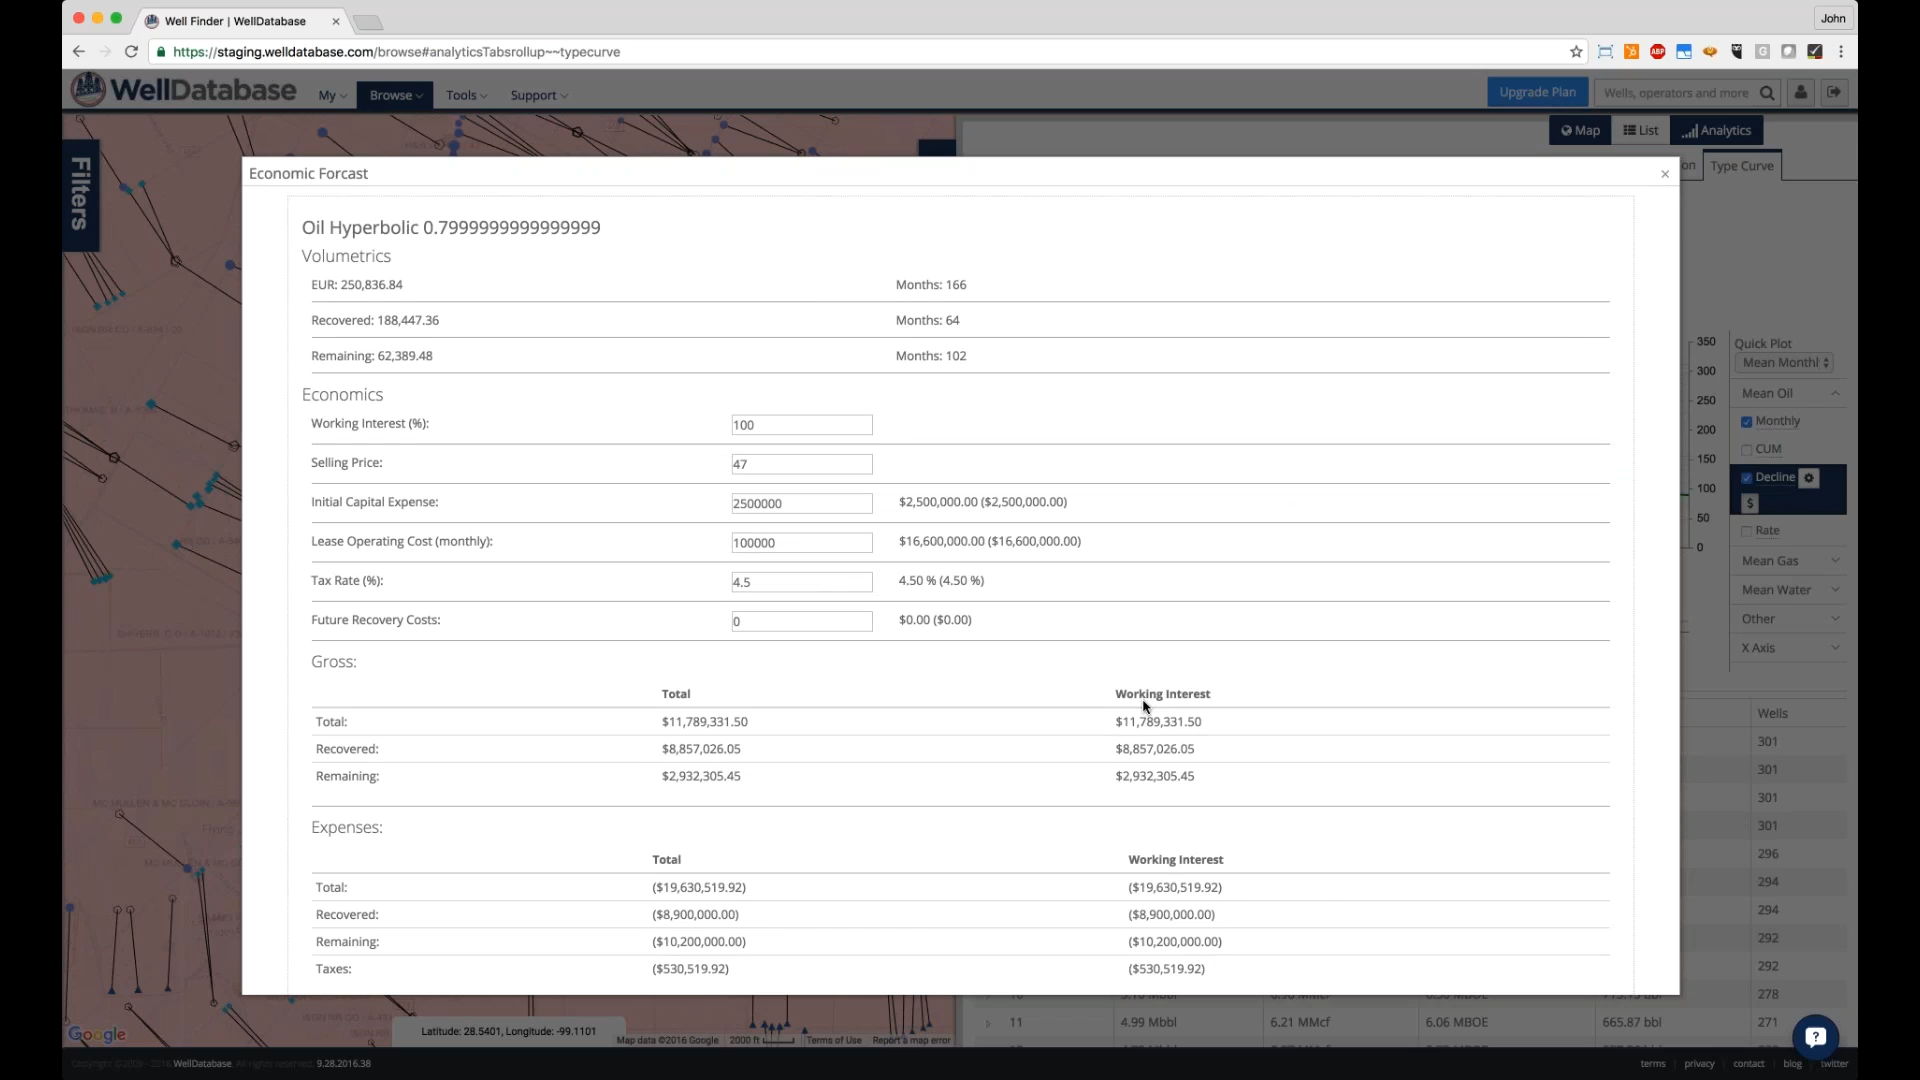 Well Finder | WellDatabase
John
https://staging.welldatabase.com/browse#analyticsTabsrollup~~typecurve
WellDatabase
My
Browse
Tools
Support
Upgrade Plan
Wells, operators and more
Map
List
Analytics
on
Type Curve
Filters
Economic Forcast
Oil Hyperbolic 0.7999999999999999
Volumetrics
EUR: 250,836.84 Months: 166
Recovered: 188,447.36 Months: 64
Remaining: 62,389.48 Months: 102
Economics
Working Interest (%): 100
Selling Price: 47
Initial Capital Expense: 2500000 $2,500,000.00 ($2,500,000.00)
Lease Operating Cost (monthly): 100000 $16,600,000.00 ($16,600,000.00)
Tax Rate (%): 4.5 4.50 % (4.50 %)
Future Recovery Costs: 0 $0.00 ($0.00)
Gross:
Total Working Interest
Total: $11,789,331.50 $11,789,331.50
Recovered: $8,857,026.05 $8,857,026.05
Remaining: $2,932,305.45 $2,932,305.45
Expenses:
Total Working Interest
Total: ($19,630,519.92) ($19,630,519.92)
Recovered: ($8,900,000.00) ($8,900,000.00)
Remaining: ($10,200,000.00) ($10,200,000.00)
Taxes: ($530,519.92) ($530,519.92)
350
300
250
200
150
100
50
0
Quick Plot
Mean Monthl
Mean Oil
Monthly
CUM
Decline
$
Rate
Mean Gas
Mean Water
Other
X Axis
Wells
301
301
301
301
296
294
294
292
292
278
11 4.99 Mbbl 6.21 MMcf 6.06 MBOE 665.87 bbl 271
Google
Latitude: 28.5401, Longitude: -99.1101
Map data ©2016 Google 2000 ft Terms of Use Report a map error
WellDatabase
9.28.2016.38
terms privacy contact blog twitter